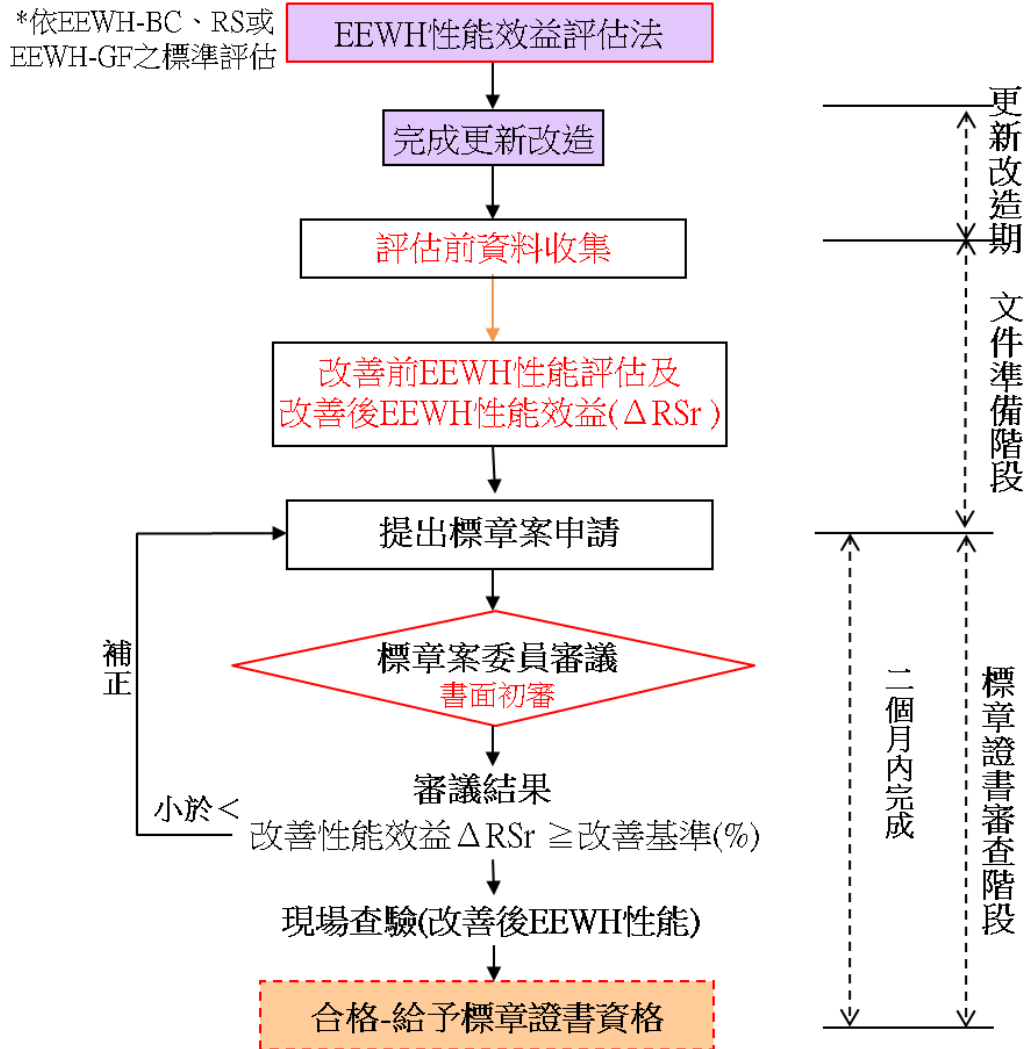 *依EEWH-BC、RS或
EEWH-GF之標準評估
EEWH性能效益評估法
完成更新改造
更新改造期
評估前資料收集
文件準備階段
改善前EEWH性能評估及
改善後EEWH性能效益(ΔRSr )
提出標章案申請
標章案委員審議
書面初審
補正
二個月內完成
標章證書審查階段
審議結果
小於<
改善性能效益ΔRSr ≧改善基準(%)
現場查驗(改善後EEWH性能)
合格-給予標章證書資格